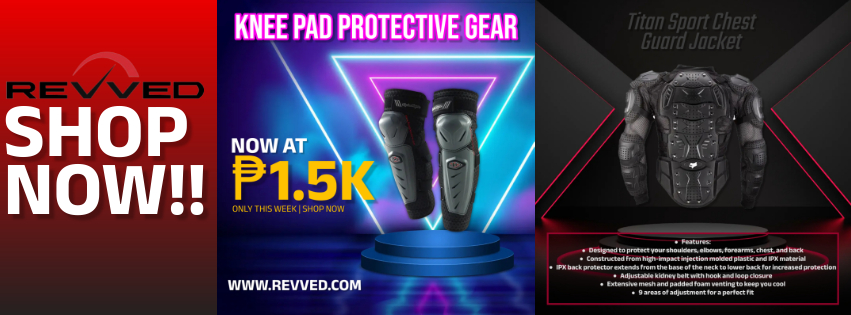 REVVED
SHOP
NOW!!
KNEE PAD PROTECTIVE GEAR
NOW AT
₱1.5K
ONLY THIS WEEK | SHOP NOW
WWW.REVVED.COM
Titan Sport Chest
Guard Jacket
• Features:
• Designed to protect your shoulders, elbows, forearms, chest, and back
• Constructed from high-impact injection molded plastic and IPX material
• IPX back protector extends from the base of the neck to lower back for increased protection
• Adjustable kidney belt with hook and loop closure
• Extensive mesh and padded foam venting to keep you cool
• 9 areas of adjustment for a perfect fit